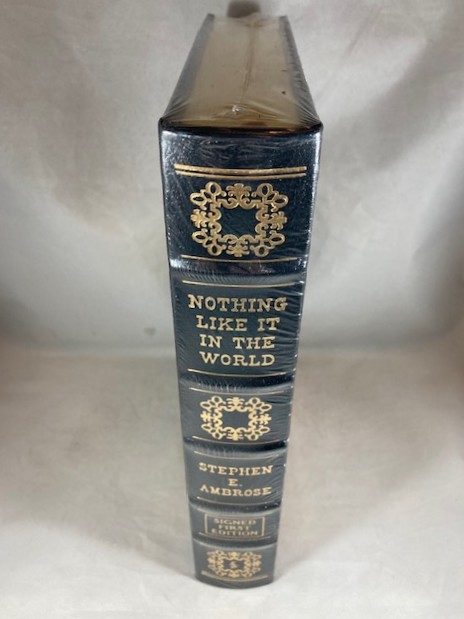 NOTHING
LIKE IT
IN THE
WORLD
STEPHEN
E.
AMBROSE
SIGNED
FIRST
EDITION